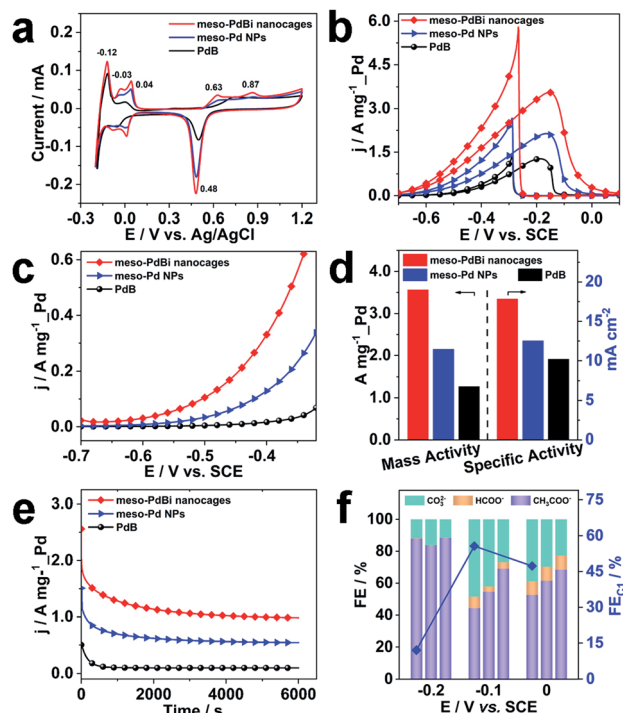 a
meso-PdBi nanocages
meso-Pd NPs
PdB
-0.12
-0.03
0.04
0.63
0.87
0.48
0.2
0.1
0.0
-0.1
-0.2
Current / mA
-0.3
0.0
0.3
0.6
0.9
1.2
E / V vs. Ag/AgCl
b
meso-PdBi nanocages
meso-Pd NPs
PdB
6.0
4.5
3.0
1.5
0.0
j / A mg⁻¹_Pd
-0.6
-0.4
-0.2
0.0
E / V vs. SCE
c
meso-PdBi nanocages
meso-Pd NPs
PdB
0.6
0.4
0.2
0.0
j / A mg⁻¹_Pd
-0.7
-0.6
-0.5
-0.4
E / V vs. SCE
d
meso-PdBi nanocages
meso-Pd NPs
PdB
4.0
3.0
2.0
1.0
0.0
A mg⁻¹_Pd
20
15
10
5
0
mA cm⁻²
Mass Activity
Specific Activity
e
meso-PdBi nanocages
meso-Pd NPs
PdB
3.0
2.0
1.0
0.0
j / A mg⁻¹_Pd
0
2000
4000
6000
Time / s
f
CO₃²⁻
HCOO⁻
CH₃COO⁻
100
80
60
40
20
0
FE / %
75
60
45
30
15
0
FE_C1 / %
-0.2
-0.1
0
E / V vs. SCE